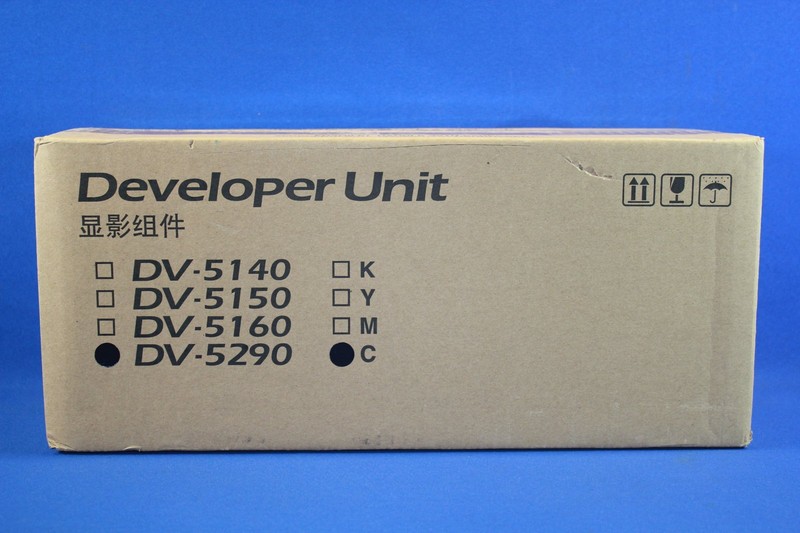 Developer Unit
显影组件
DV-5140 K
DV-5150 Y
DV-5160 M
DV-5290 C